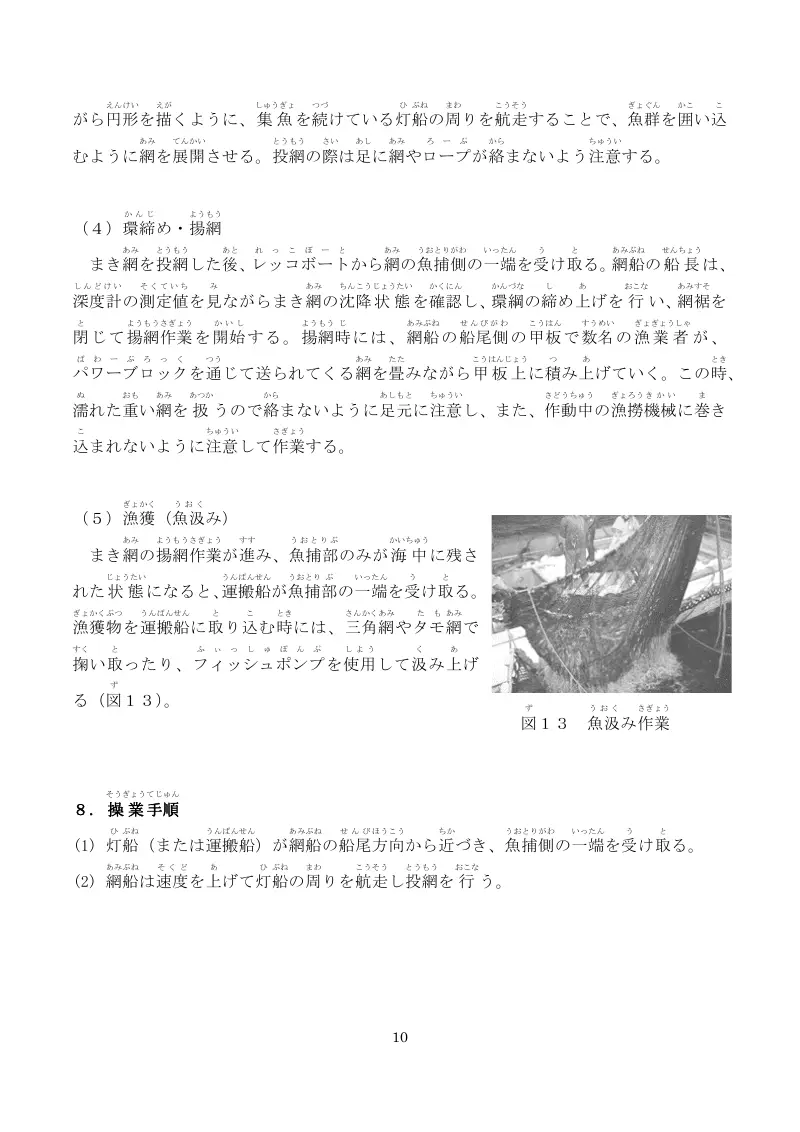 がら円形を描くように、集魚を続けている灯船の周りを航走することで、魚群を囲い込
むように網を展開させる。投網の際は足に網やロープが絡まないよう注意する。
（４）環締め・揚網
まき網を投網した後、レッコボートから網の魚捕側の一端を受け取る。網船の船長は、
深度計の測定値を見ながらまき網の沈降状態を確認し、環綱の締め上げを行い、網裾を
閉じて揚網作業を開始する。揚網時には、網船の船尾側の甲板で数名の漁業者が、
パワーブロックを通じて送られてくる網を畳みながら甲板上に積み上げていく。この時、
濡れた重い網を扱うので絡まないように足元に注意し、また、作動中の漁撈機械に巻き
込まれないように注意して作業する。
（５）漁獲（魚汲み）
まき網の揚網作業が進み、魚捕部のみが海中に残さ
れた状態になると、運搬船が魚捕部の一端を受け取る。
漁獲物を運搬船に取り込む時には、三角網やタモ網で
掬い取ったり、フィッシュポンプを使用して汲み上げ
る（図１３）。
図１３　魚汲み作業
８．操業手順
(1) 灯船（または運搬船）が網船の船尾方向から近づき、魚捕側の一端を受け取る。
(2) 網船は速度を上げて灯船の周りを航走し投網を行う。
10